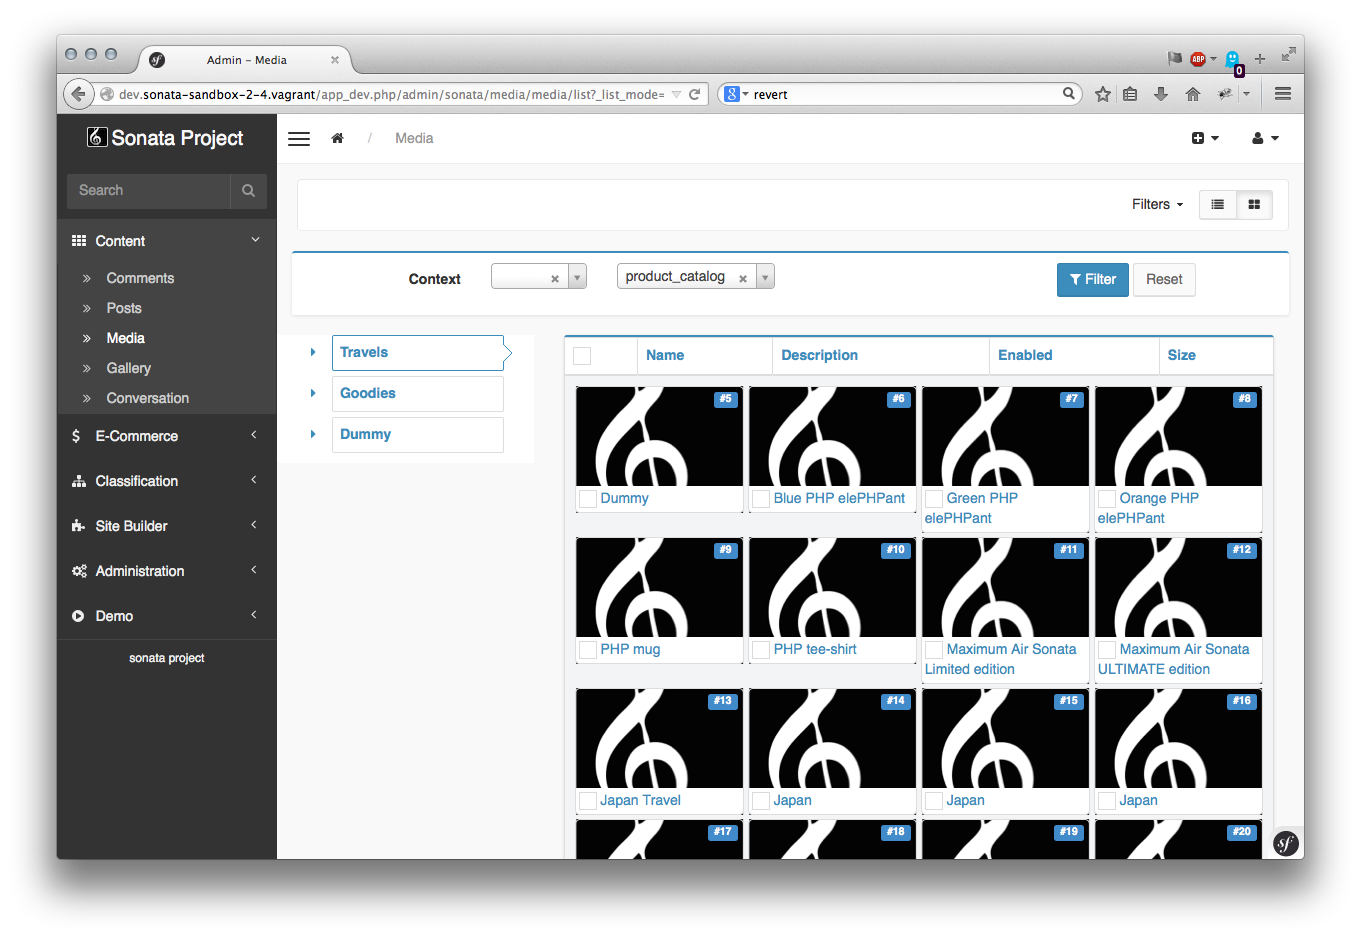 Admin – Media
ABP
0
dev.sonata-sandbox-2-4.vagrant/app_dev.php/admin/sonata/media/media/list?_list_mode=
revert
Sonata Project
/ Media
Search
Filters
Content
Context
product_catalog
Filter
Reset
Comments
Posts
Media
Gallery
Conversation
E-Commerce
Classification
Site Builder
Administration
Demo
sonata project
Travels
Goodies
Dummy
Name Description Enabled Size
#5 #6 #7 #8
Dummy
Blue PHP elePHPant
Green PHP
elePHPant
Orange PHP
elePHPant
#9 #10 #11 #12
PHP mug
PHP tee-shirt
Maximum Air Sonata
Limited edition
Maximum Air Sonata
ULTIMATE edition
#13 #14 #15 #16
Japan Travel
Japan
Japan
Japan
#17 #18 #19 #20
sf